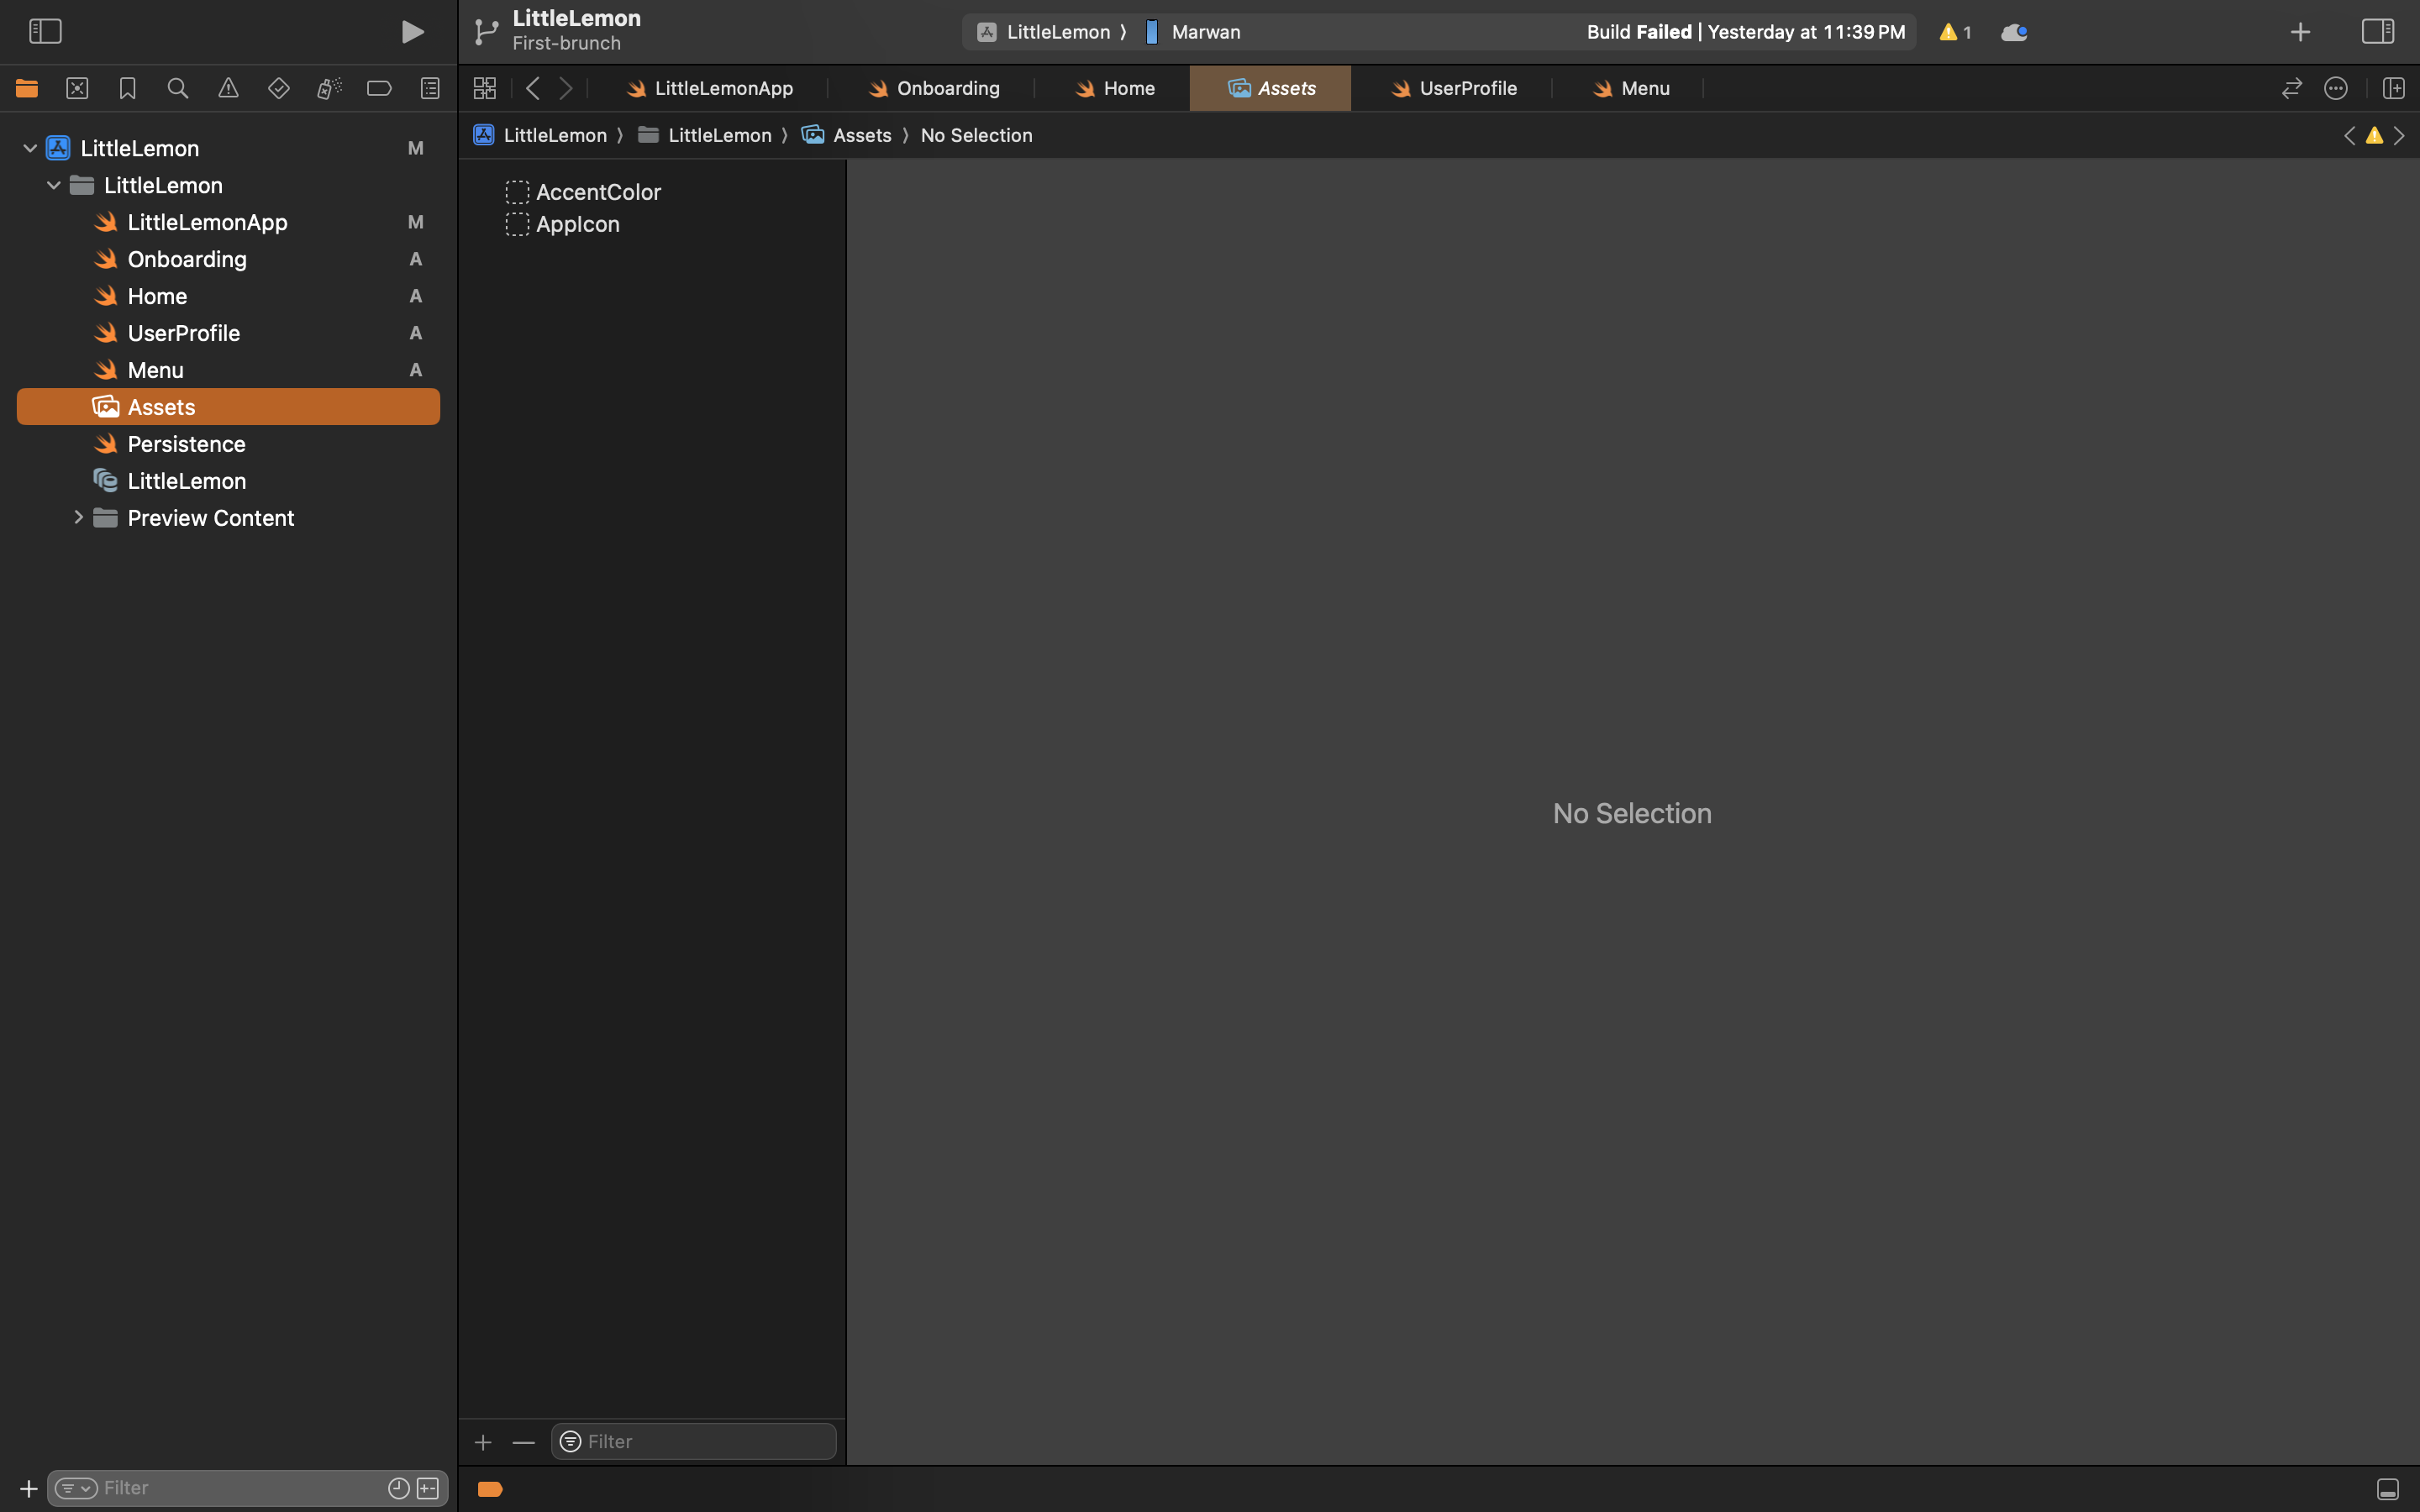 LittleLemon
First-brunch
LittleLemon 〉 Marwan
Build Failed | Yesterday at 11:39 PM
1
LittleLemonApp
Onboarding
Home
Assets
UserProfile
Menu
LittleLemon 〉 LittleLemon 〉 Assets 〉 No Selection
LittleLemon M
LittleLemon
LittleLemonApp M
Onboarding A
Home A
UserProfile A
Menu A
Assets
Persistence
LittleLemon
Preview Content
AccentColor
AppIcon
No Selection
Filter
Filter